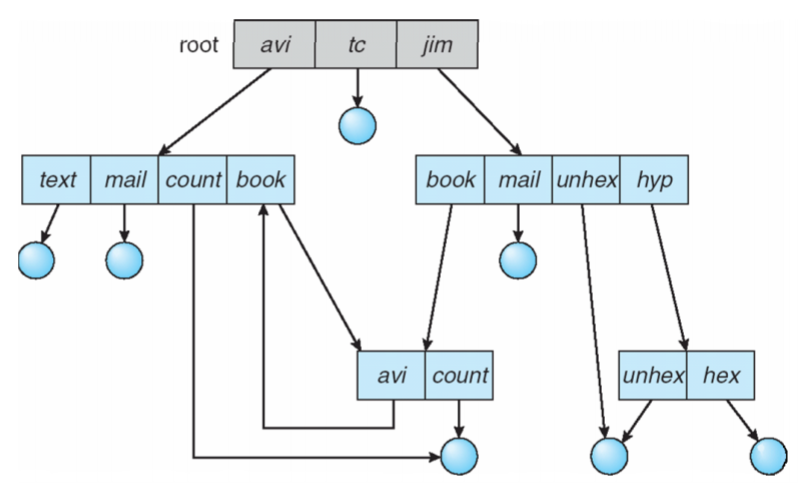 root avi tc jim
text mail count book book mail unhex hyp
avi count unhex hex